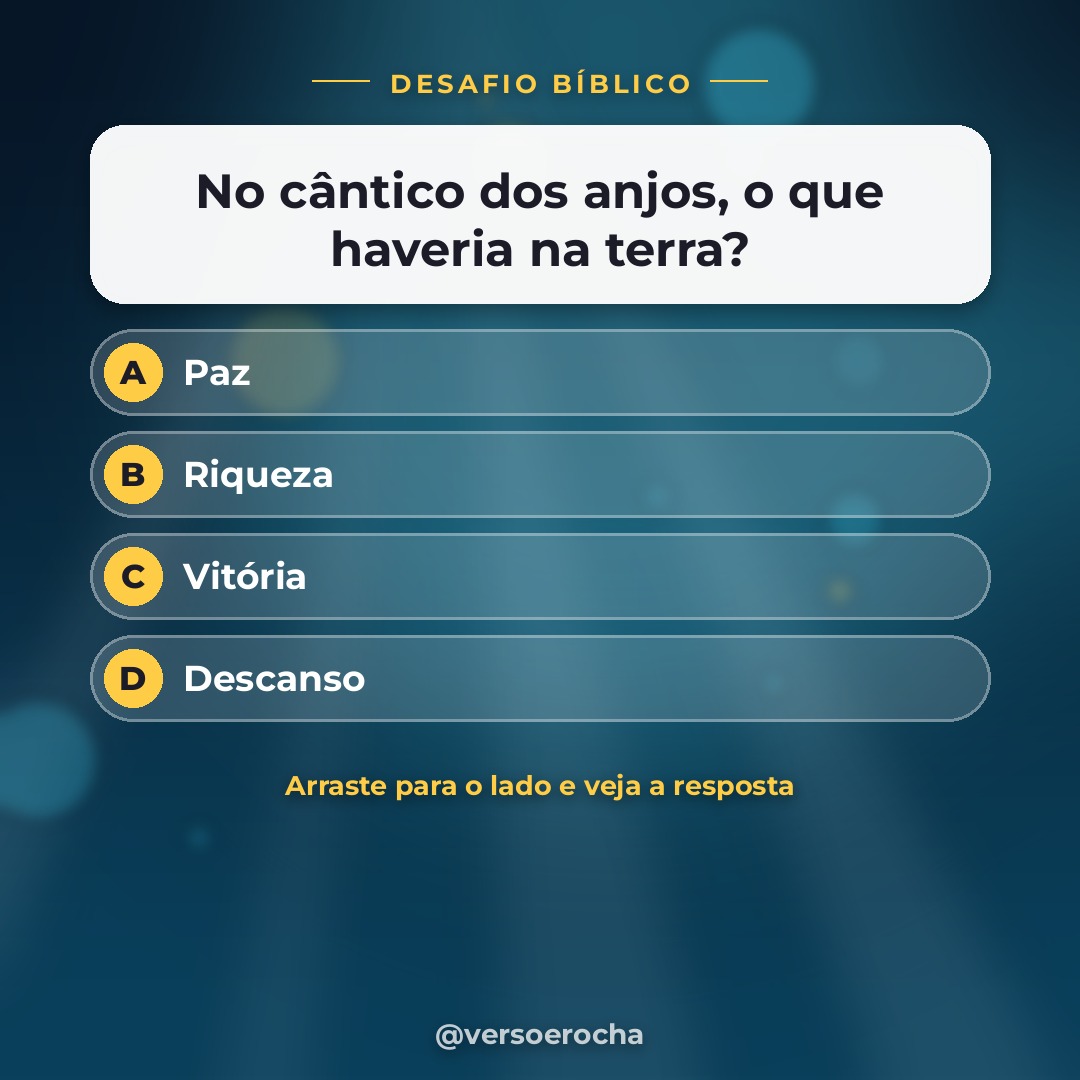 DESAFIO BÍBLICO
No cântico dos anjos, o que
haveria na terra?
A Paz
B Riqueza
C Vitória
D Descanso
Arraste para o lado e veja a resposta
@versoerocha